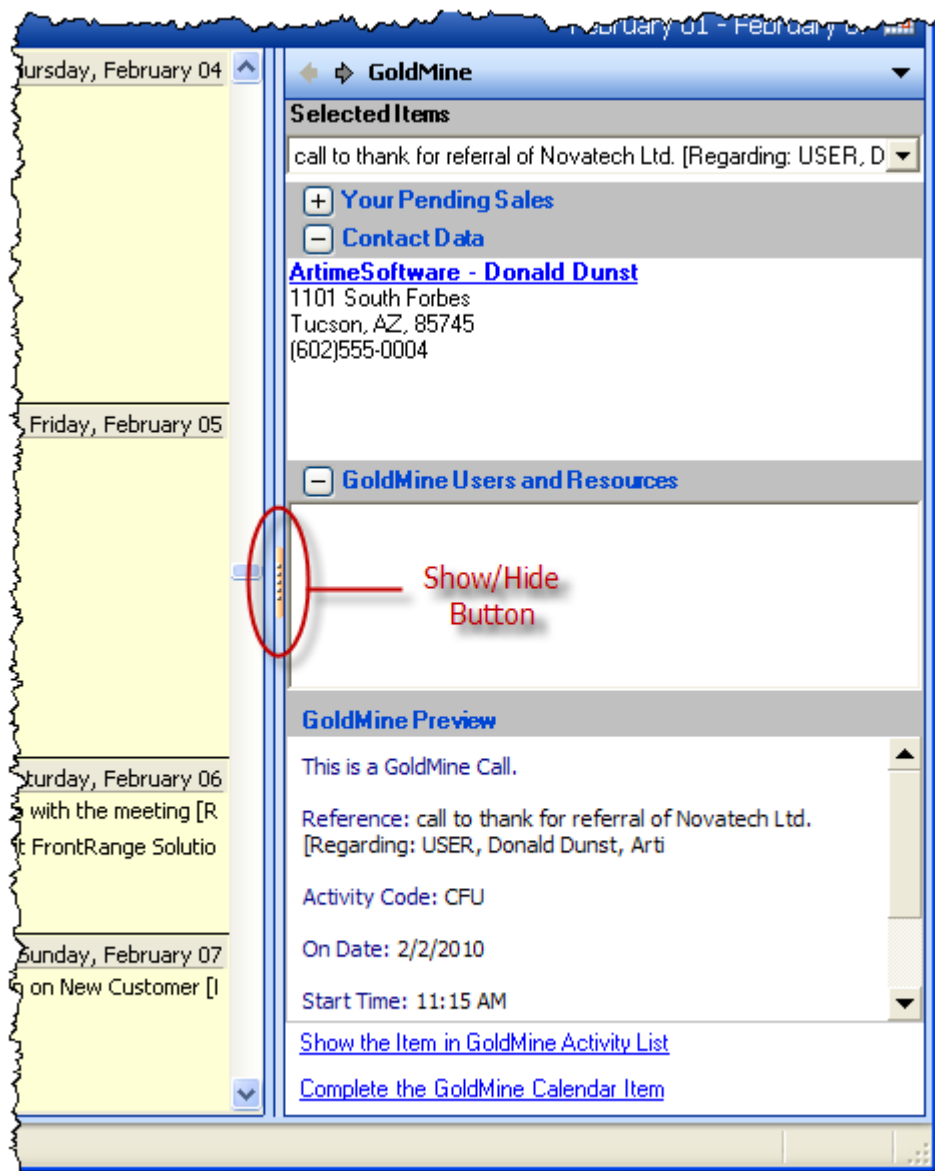 February 01 - February 0
ursday, February 04
GoldMine
Selected Items
call to thank for referral of Novatech Ltd. [Regarding: USER, D
Your Pending Sales
Contact Data
ArtimeSoftware - Donald Dunst
1101 South Forbes
Tucson, AZ, 85745
(602)555-0004
Friday, February 05
GoldMine Users and Resources
Show/Hide
Button
GoldMine Preview
This is a GoldMine Call.
Reference: call to thank for referral of Novatech Ltd.
[Regarding: USER, Donald Dunst, Arti
Activity Code: CFU
On Date: 2/2/2010
Start Time: 11:15 AM
Show the Item in GoldMine Activity List
Complete the GoldMine Calendar Item
turday, February 06
with the meeting [R
t FrontRange Solutio
Sunday, February 07
on New Customer [I